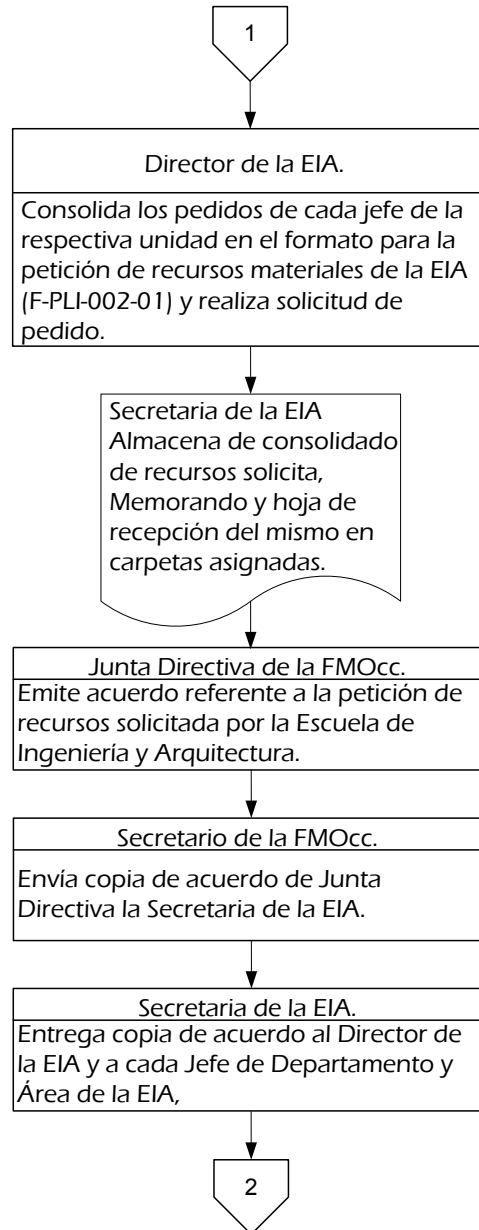 1
Director de la EIA.
Consolida los pedidos de cada jefe de la
respectiva unidad en el formato para la
petición de recursos materiales de la EIA
(F-PLI-002-01) y realiza solicitud de
pedido.
Secretaria de la EIA
Almacena de consolidado
de recursos solicita,
Memorando y hoja de
recepción del mismo en
carpetas asignadas.
Junta Directiva de la FMOcc.
Emite acuerdo referente a la petición de
recursos solicitada por la Escuela de
Ingeniería y Arquitectura.
Secretario de la FMOcc.
Envía copia de acuerdo de Junta
Directiva la Secretaria de la EIA.
Secretaria de la EIA.
Entrega copia de acuerdo al Director de
la EIA y a cada Jefe de Departamento y
Área de la EIA,
2